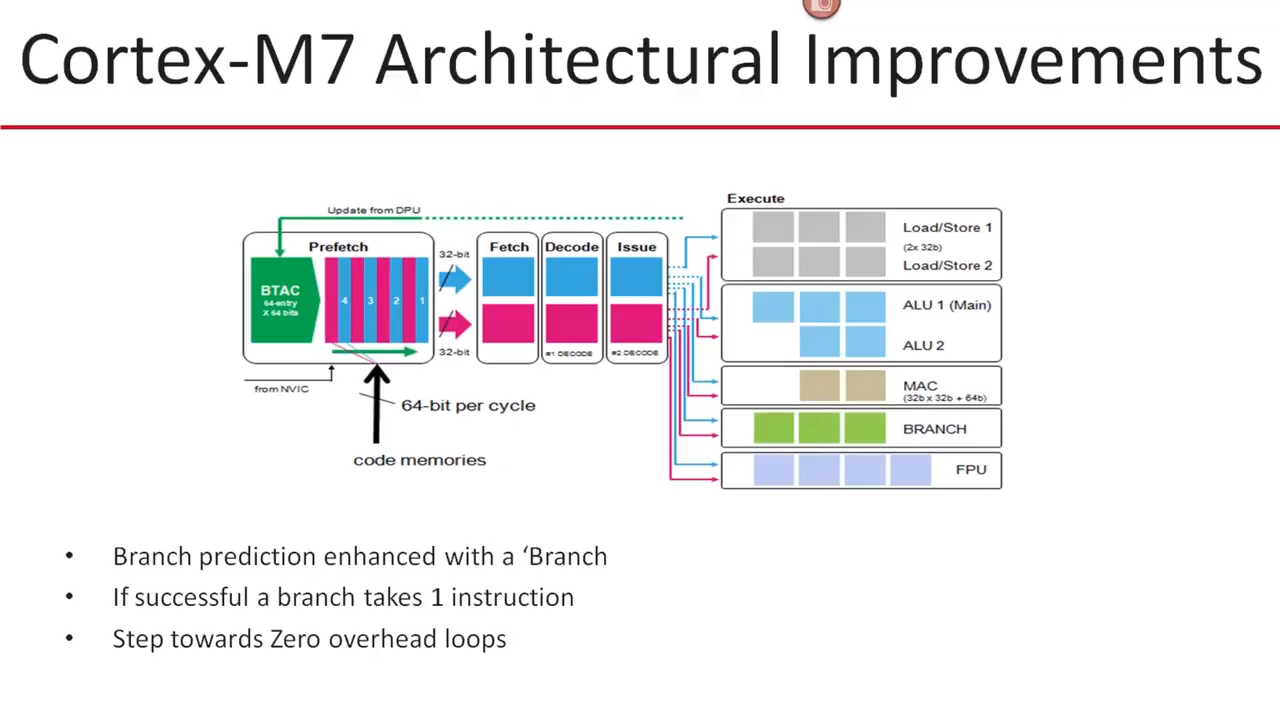 Cortex-M7 Architectural Improvements
Execute
Update from DPU
Prefetch
32-bit
Fetch
Decode
Issue
BTAC
64-entry
X 64 bits
4
3
2
1
32-bit
#1 DECODE
#2 DECODE
from NVIC
64-bit per cycle
code memories
Load/Store 1
(2x 32b)
Load/Store 2
ALU 1 (Main)
ALU 2
MAC
(32b x 32b + 64b)
BRANCH
FPU
• Branch prediction enhanced with a ‘Branch
• If successful a branch takes 1 instruction
• Step towards Zero overhead loops